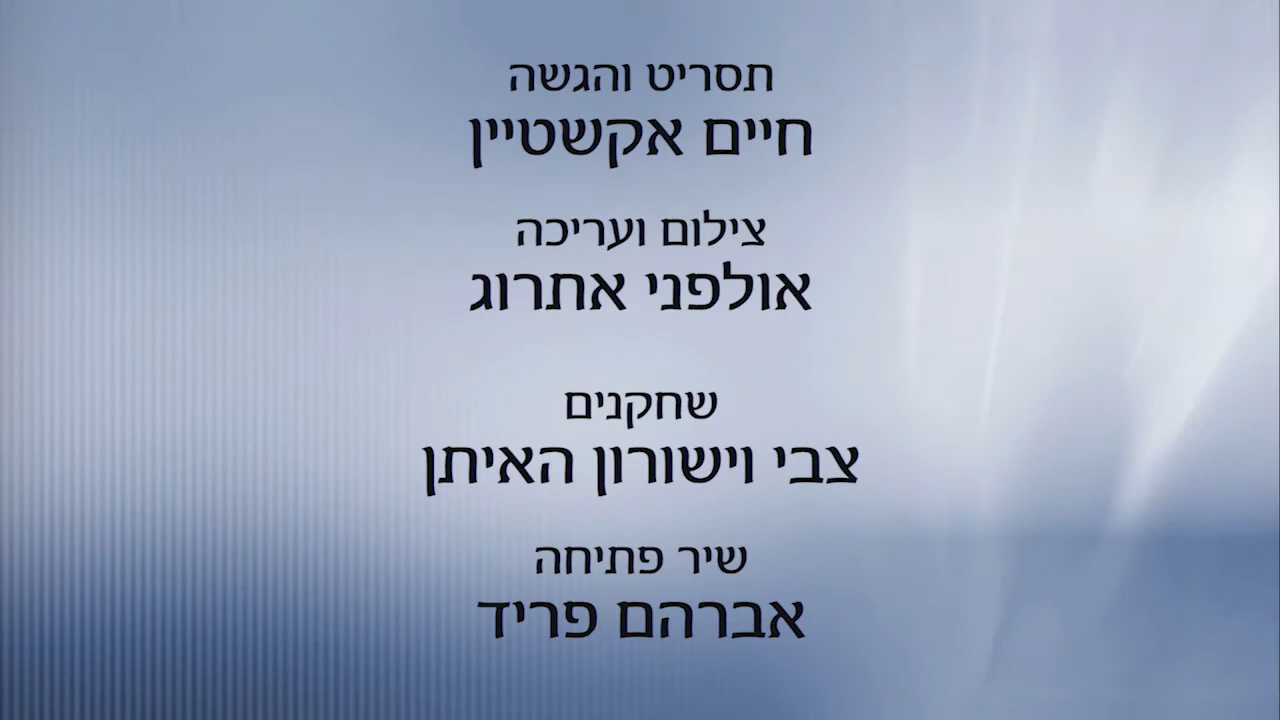 תסריט והגשה
חיים אקשטיין
צילום ועריכה
אולפני אתרוג
שחקנים
צבי וישורון האיתן
שיר פתיחה
אברהם פריד